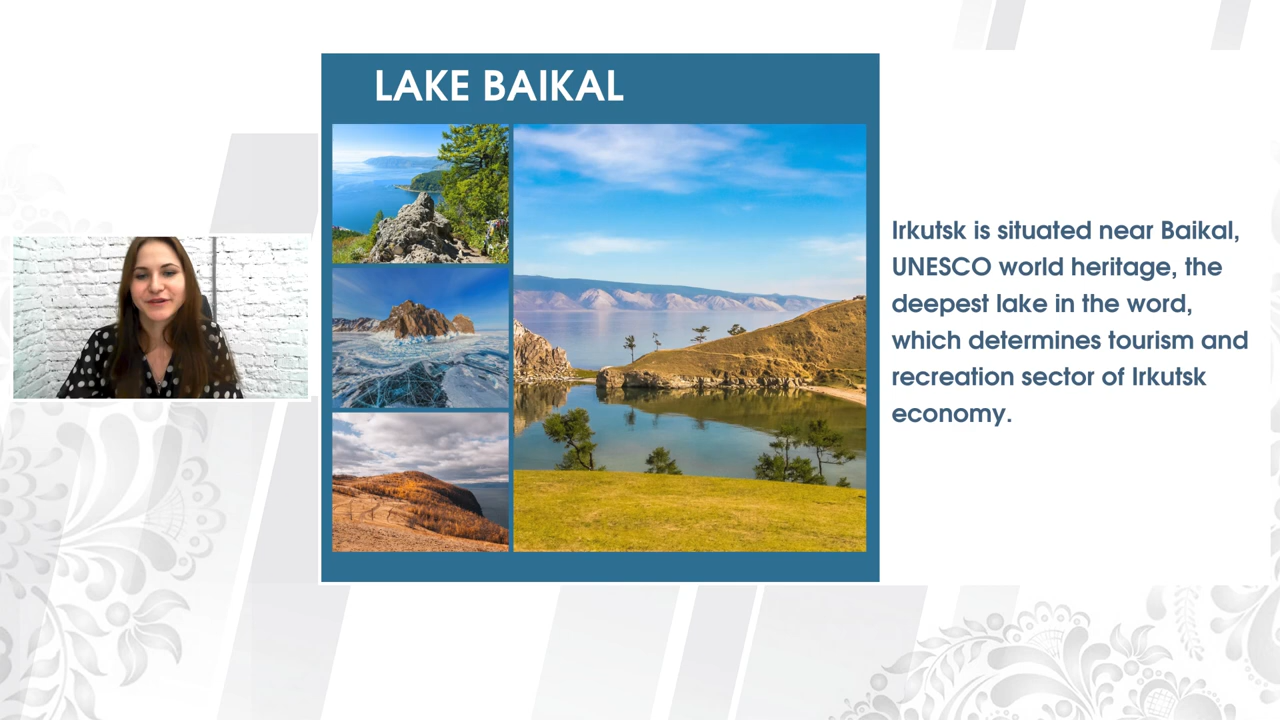 LAKE BAIKAL
Irkutsk is situated near Baikal,
UNESCO world heritage, the
deepest lake in the word,
which determines tourism and
recreation sector of Irkutsk
economy.